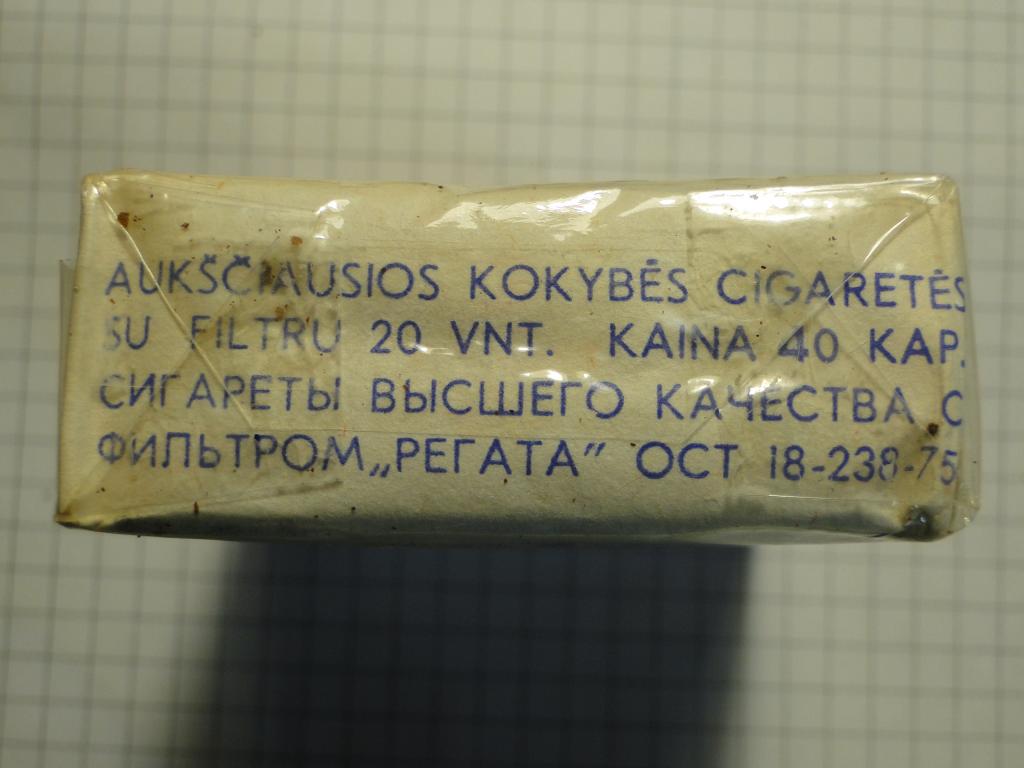 AUKŠČIAUSIOS KOKYBĖS CIGARETĖS
SU FILTRU 20 VNT. KAINA 40 KAP.
СИГАРЕТЫ ВЫСШЕГО КАЧЕСТВА С
ФИЛЬТРОМ „РЕГАТА” ОСТ 18-238-75